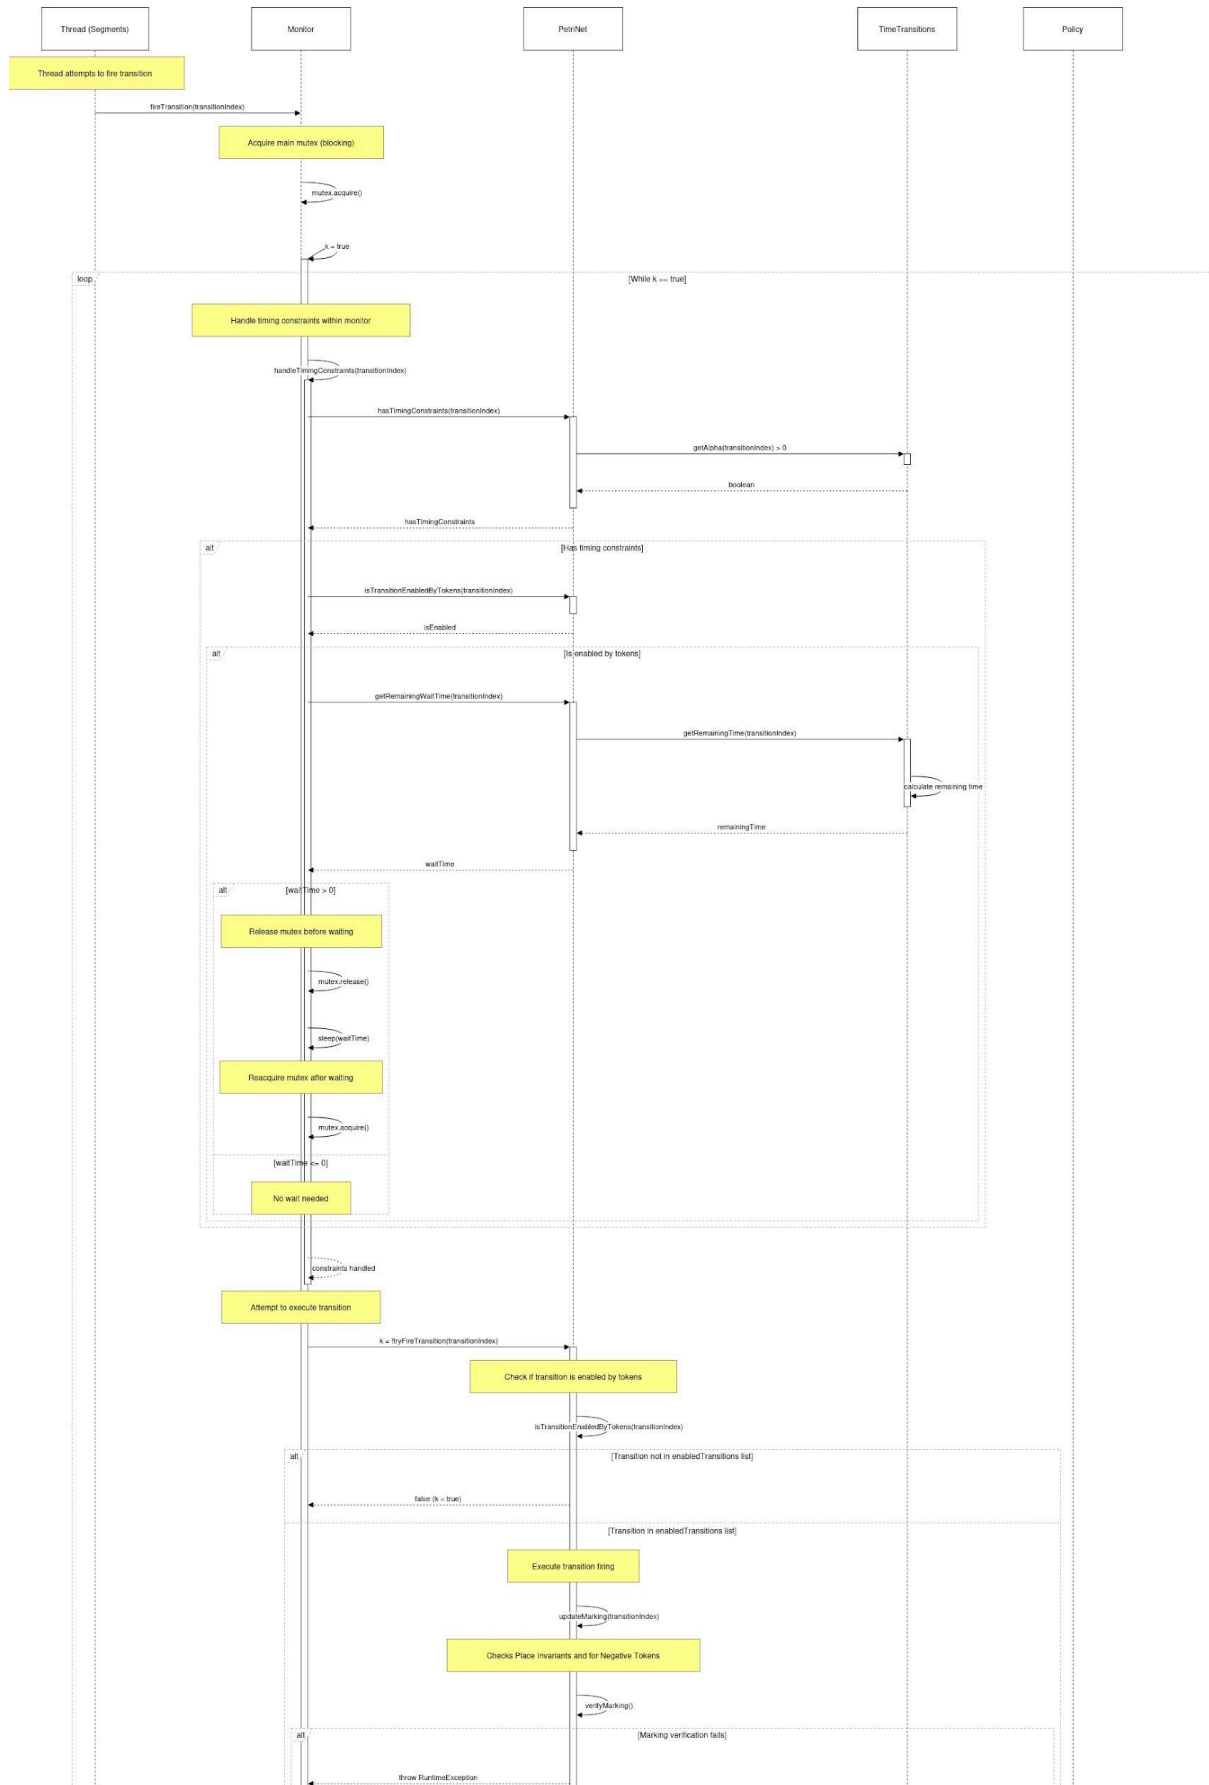 Thread (Segments)
Monitor
PetriNet
TimeTransitions
Policy
Thread attempts to fire transition
fireTransition(transitionIndex)
Acquire main mutex (blocking)
mutex.acquire()
k = true
loop
[While k == true]
Handle timing constraints within monitor
handleTimingConstraints(transitionIndex)
hasTimingConstraints(transitionIndex)
getAlpha(transitionIndex) > 0
boolean
hasTimingConstraints
alt
[Has timing constraints]
isTransitionEnabledByTokens(transitionIndex)
isEnabled
alt
[Is enabled by tokens]
getRemainingWaitTime(transitionIndex)
getRemainingTime(transitionIndex)
calculate remaining time
remainingTime
waitTime
alt
[waitTime > 0]
Release mutex before waiting
mutex.release()
sleep(waitTime)
Reacquire mutex after waiting
mutex.acquire()
[waitTime <= 0]
No wait needed
constraints handled
Attempt to execute transition
k = !tryFireTransition(transitionIndex)
Check if transition is enabled by tokens
isTransitionEnabledByTokens(transitionIndex)
alt
[Transition not in enabledTransitions list]
false (k = true)
[Transition in enabledTransitions list]
Execute transition firing
updateMarking(transitionIndex)
Checks Place Invariants and for Negative Tokens
verifyMarking()
alt
[Marking verification fails]
throw RuntimeException